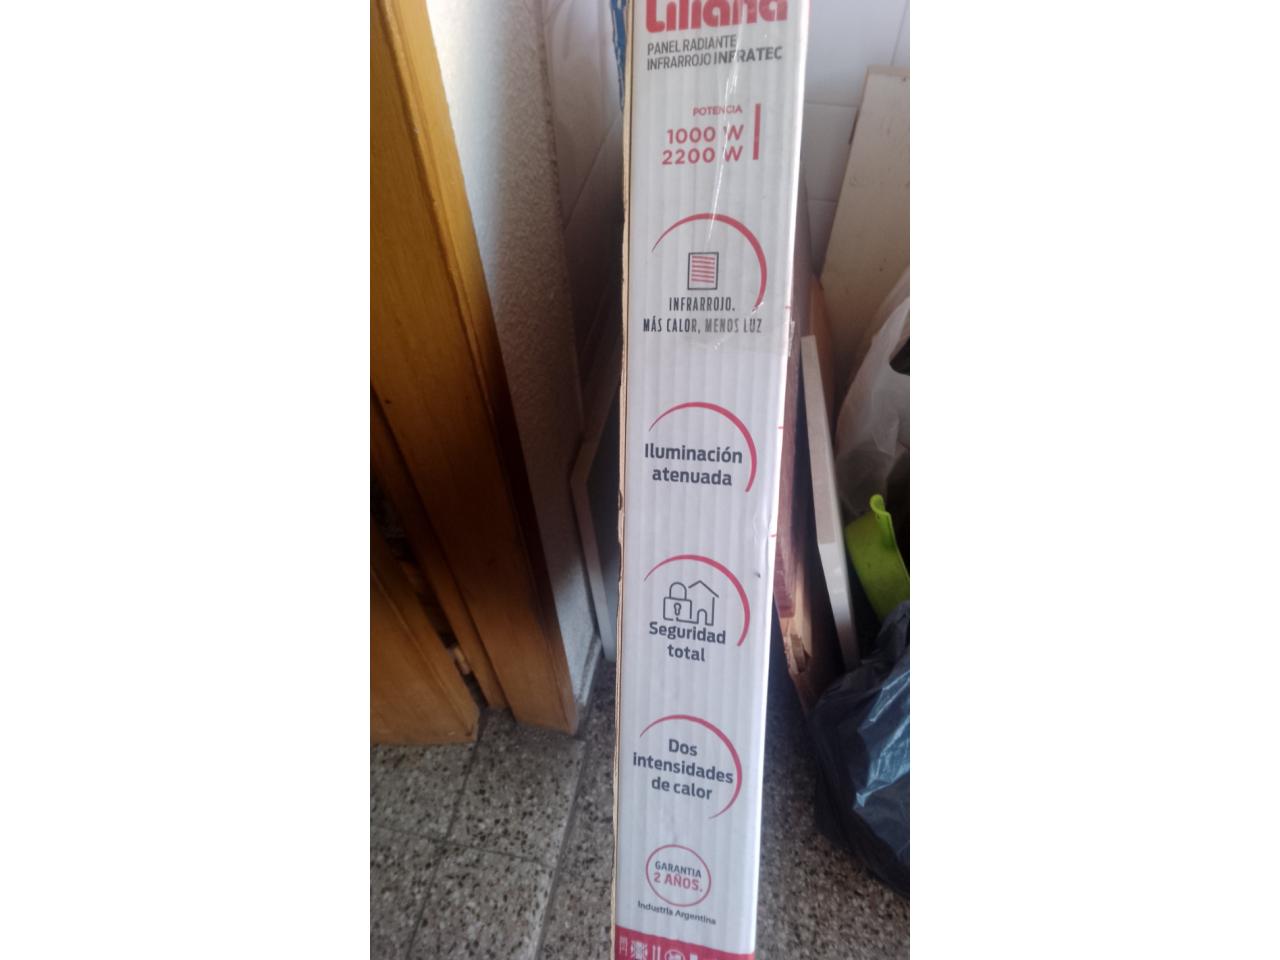 Liliana
PANEL RADIANTE
INFRARROJO INFRATEC
POTENCIA
1000 W
2200 W
INFRARROJO.
MÁS CALOR, MENOS LUZ
Iluminación
atenuada
Seguridad
total
Dos
intensidades
de calor
GARANTIA
2 AÑOS.
Industria Argentina